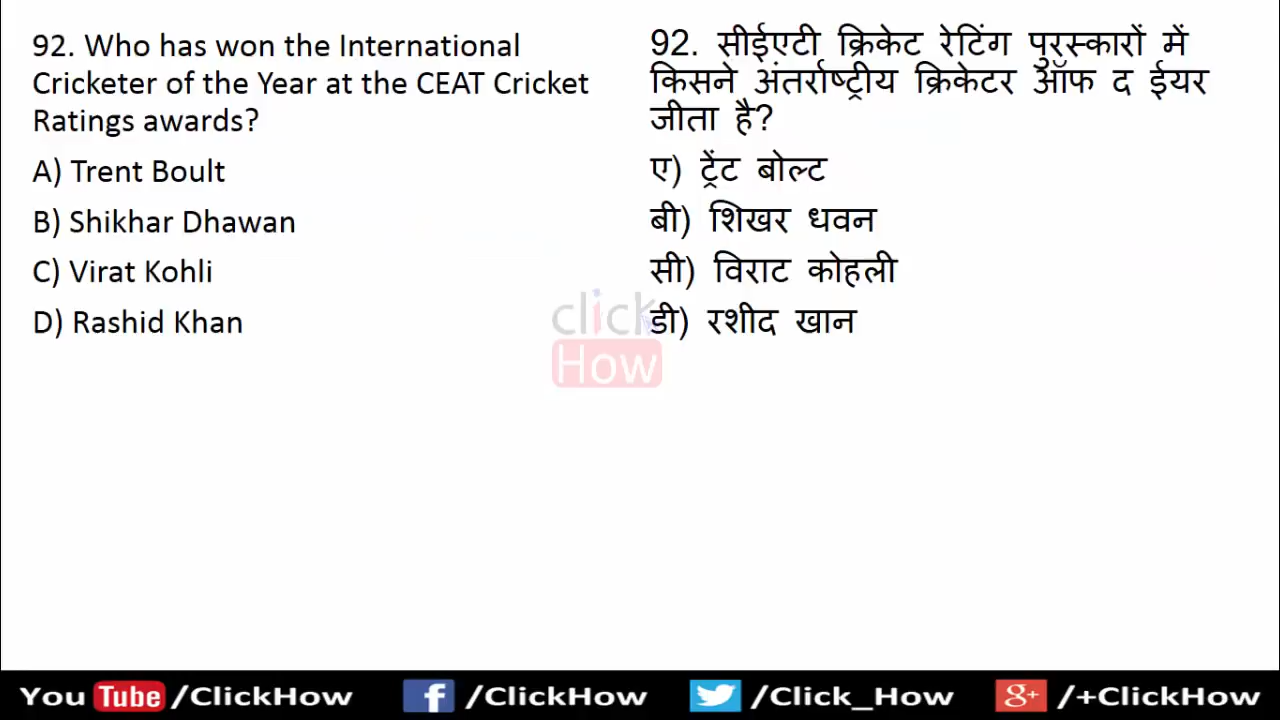 92. Who has won the International
Cricketer of the Year at the CEAT Cricket
Ratings awards?
A) Trent Boult
B) Shikhar Dhawan
C) Virat Kohli
D) Rashid Khan
92. सीईएटी क्रिकेट रेटिंग पुरस्कारों में
किसने अंतर्राष्ट्रीय क्रिकेटर ऑफ द ईयर
जीता है?
ए) ट्रेंट बोल्ट
बी) शिखर धवन
सी) विराट कोहली
डी) रशीद खान
click
How
You Tube /ClickHow f /ClickHow /Click_How g+ /+ClickHow